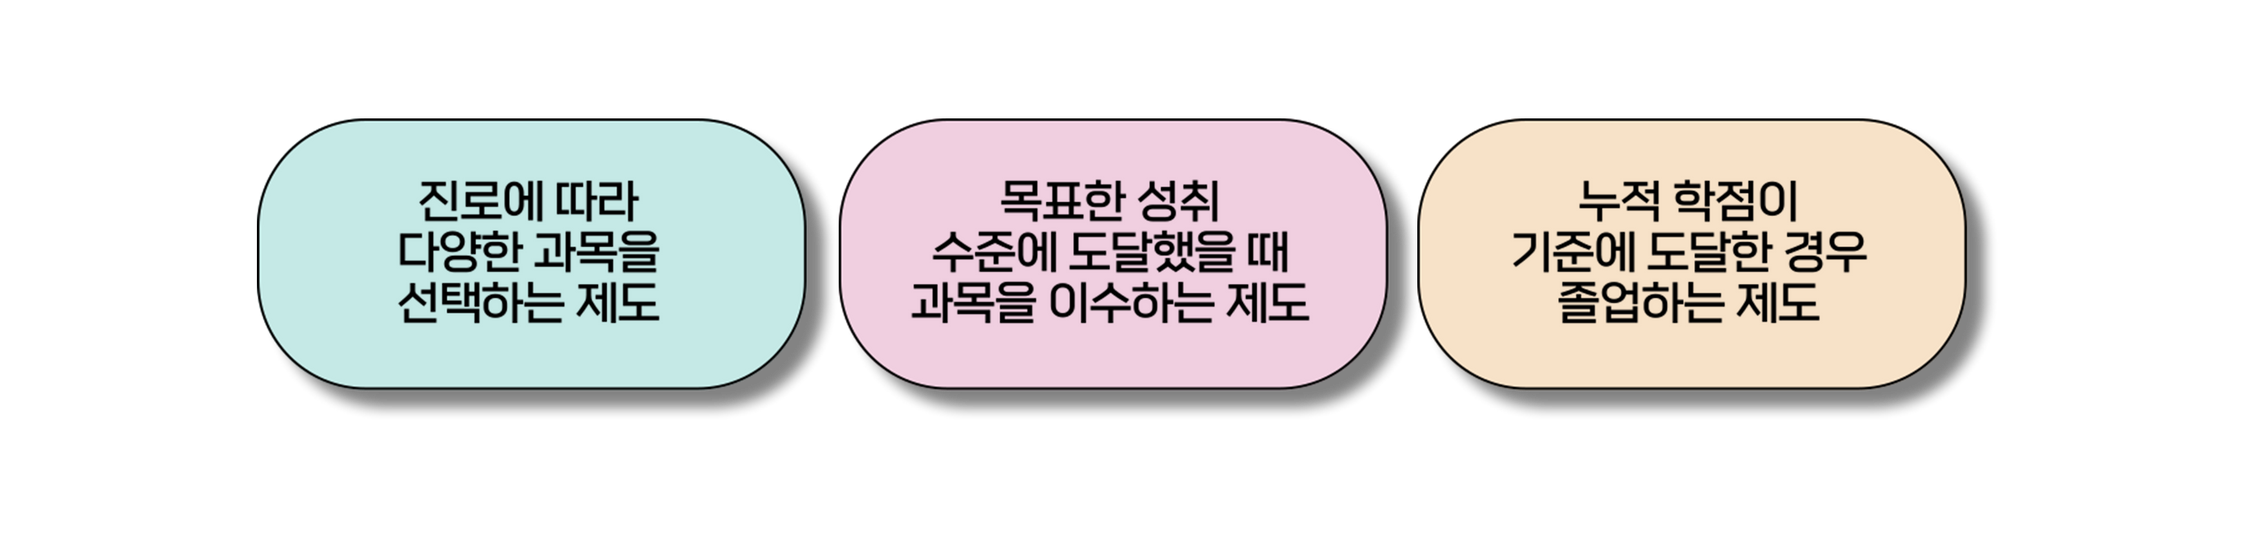 진로에 따라
다양한 과목을
선택하는 제도
목표한 성취
수준에 도달했을 때
과목을 이수하는 제도
누적 학점이
기준에 도달한 경우
졸업하는 제도